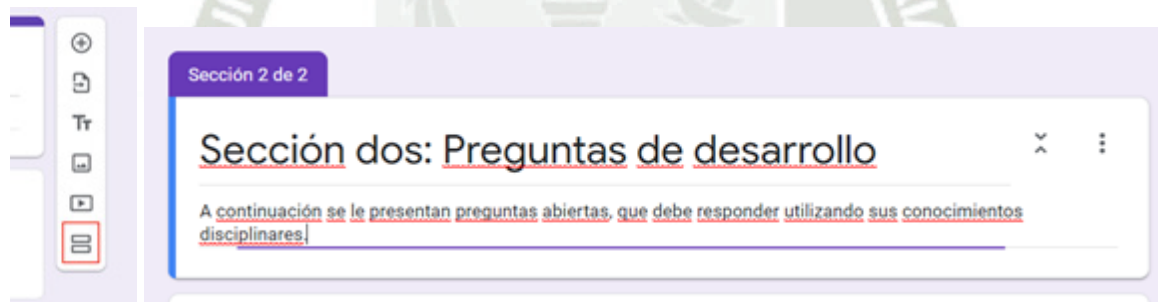 Tт
Sección 2 de 2
Sección dos: Preguntas de desarrollo
A continuación se le presentan preguntas abiertas, que debe responder utilizando sus conocimientos
disciplinares.